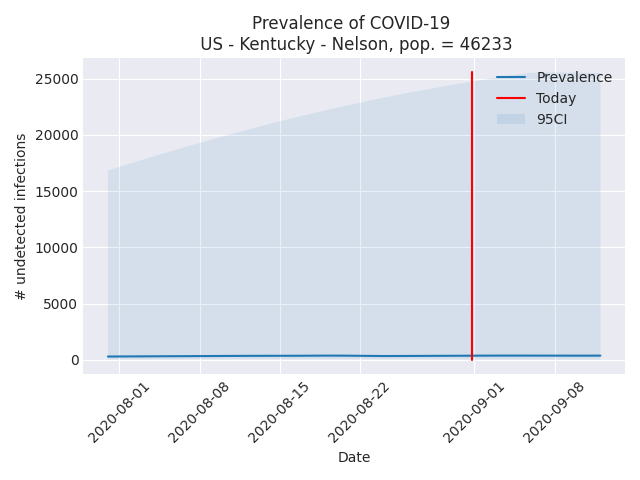 Prevalence of COVID-19
US - Kentucky - Nelson, pop. = 46233
Prevalence
Today
95CI
# undetected infections
25000
20000
15000
10000
5000
0
2020-08-01
2020-08-08
2020-08-15
2020-08-22
2020-09-01
2020-09-08
Date